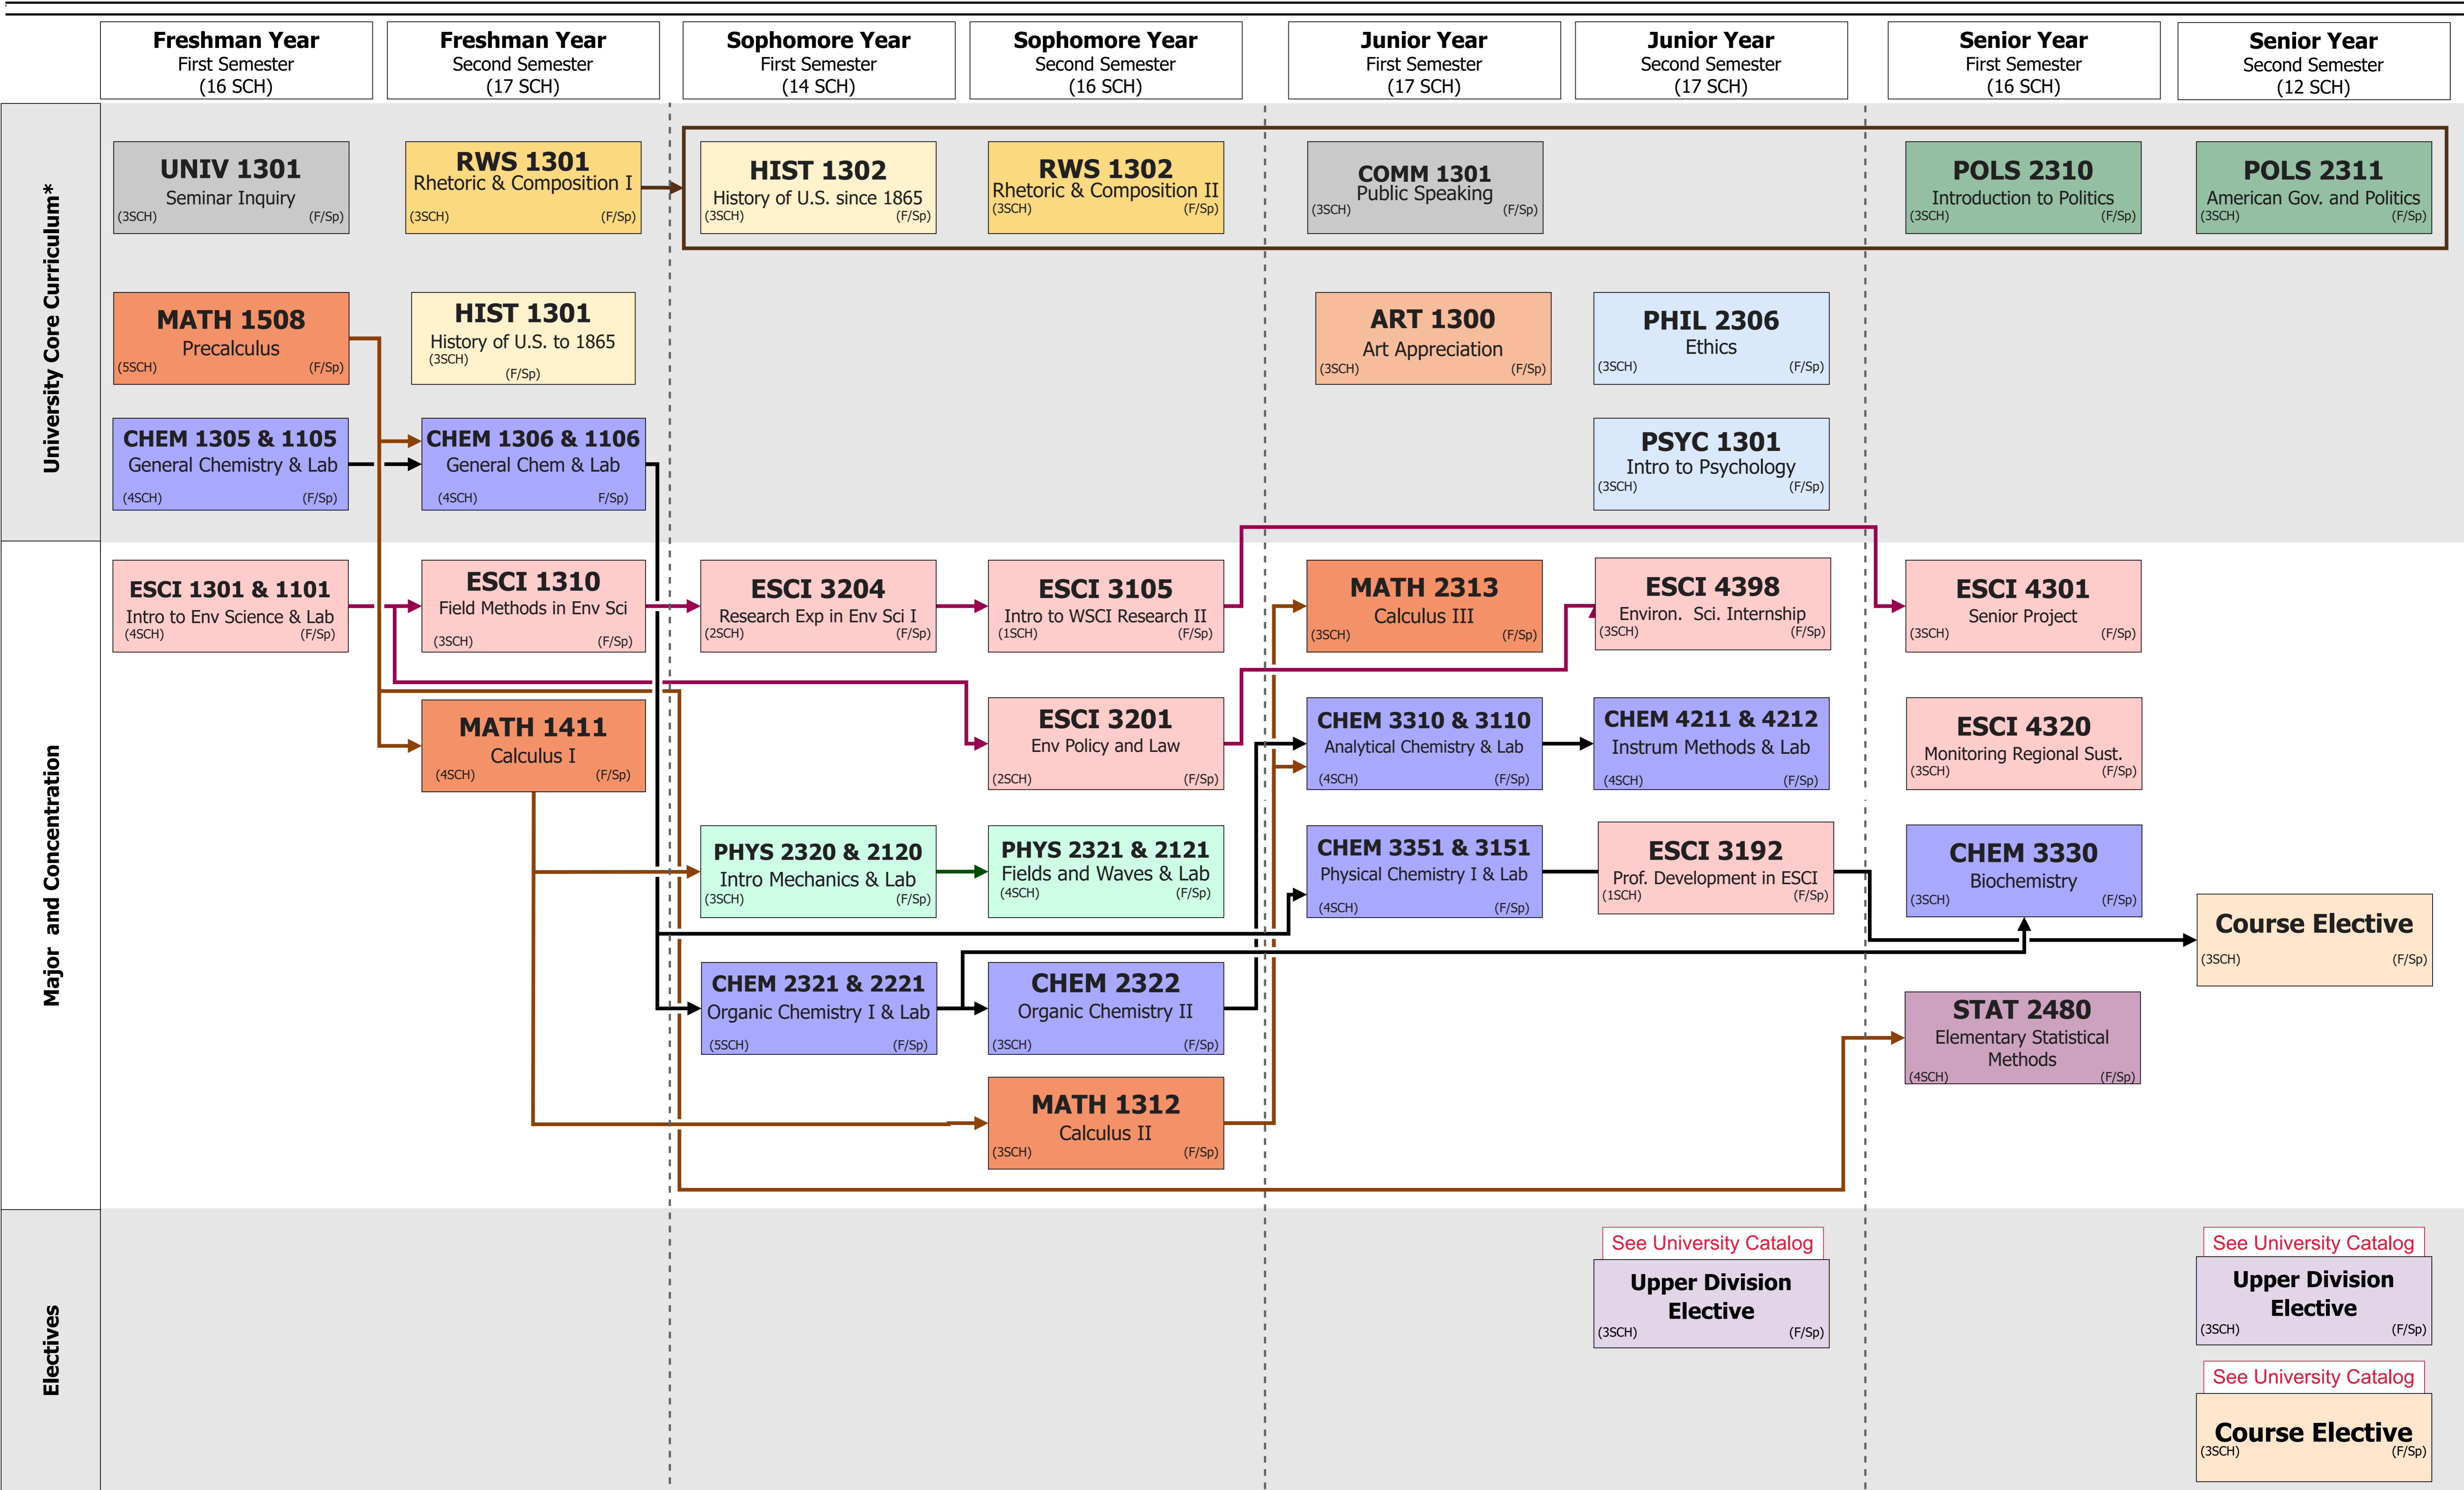 Freshman Year
First Semester
(16 SCH)
Freshman Year
Second Semester
(17 SCH)
Sophomore Year
First Semester
(14 SCH)
Sophomore Year
Second Semester
(16 SCH)
Junior Year
First Semester
(17 SCH)
Junior Year
Second Semester
(17 SCH)
Senior Year
First Semester
(16 SCH)
Senior Year
Second Semester
(12 SCH)
University Core Curriculum*
UNIV 1301
Seminar Inquiry
(3SCH) (F/Sp)
RWS 1301
Rhetoric & Composition I
(3SCH) (F/Sp)
HIST 1302
History of U.S. since 1865
(3SCH) (F/Sp)
RWS 1302
Rhetoric & Composition II
(3SCH) (F/Sp)
COMM 1301
Public Speaking
(3SCH) (F/Sp)
POLS 2310
Introduction to Politics
(3SCH) (F/Sp)
POLS 2311
American Gov. and Politics
(3SCH) (F/Sp)
MATH 1508
Precalculus
(5SCH) (F/Sp)
HIST 1301
History of U.S. to 1865
(3SCH)
(F/Sp)
ART 1300
Art Appreciation
(3SCH) (F/Sp)
PHIL 2306
Ethics
(3SCH) (F/Sp)
CHEM 1305 & 1105
General Chemistry & Lab
(4SCH) (F/Sp)
CHEM 1306 & 1106
General Chem & Lab
(4SCH) F/Sp)
PSYC 1301
Intro to Psychology
(3SCH) (F/Sp)
Major and Concentration
ESCI 1301 & 1101
Intro to Env Science & Lab
(4SCH) (F/Sp)
ESCI 1310
Field Methods in Env Sci
(3SCH) (F/Sp)
ESCI 3204
Research Exp in Env Sci I
(2SCH) (F/Sp)
ESCI 3105
Intro to WSCI Research II
(1SCH) (F/Sp)
MATH 2313
Calculus III
(3SCH) (F/Sp)
ESCI 4398
Environ. Sci. Internship
(3SCH) (F/Sp)
ESCI 4301
Senior Project
(3SCH) (F/Sp)
MATH 1411
Calculus I
(4SCH) (F/Sp)
ESCI 3201
Env Policy and Law
(2SCH) (F/Sp)
CHEM 3310 & 3110
Analytical Chemistry & Lab
(4SCH) (F/Sp)
CHEM 4211 & 4212
Instrum Methods & Lab
(4SCH) (F/Sp)
ESCI 4320
Monitoring Regional Sust.
(3SCH) (F/Sp)
PHYS 2320 & 2120
Intro Mechanics & Lab
(3SCH) (F/Sp)
PHYS 2321 & 2121
Fields and Waves & Lab
(4SCH) (F/Sp)
CHEM 3351 & 3151
Physical Chemistry I & Lab
(4SCH) (F/Sp)
ESCI 3192
Prof. Development in ESCI
(1SCH) (F/Sp)
CHEM 3330
Biochemistry
(3SCH) (F/Sp)
Course Elective
(3SCH) (F/Sp)
CHEM 2321 & 2221
Organic Chemistry I & Lab
(5SCH) (F/Sp)
CHEM 2322
Organic Chemistry II
(3SCH) (F/Sp)
STAT 2480
Elementary Statistical
Methods
(4SCH) (F/Sp)
MATH 1312
Calculus II
(3SCH) (F/Sp)
Electives
See University Catalog
Upper Division
Elective
(3SCH) (F/Sp)
See University Catalog
Upper Division
Elective
(3SCH) (F/Sp)
See University Catalog
Course Elective
(3SCH) (F/Sp)